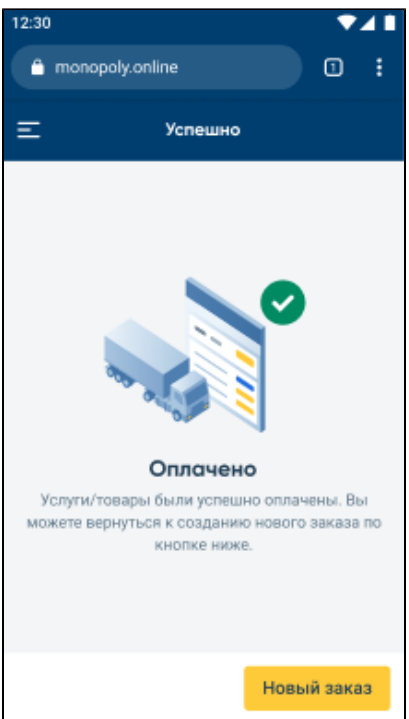 12:30
monopoly.online
1
Успешно
Оплачено
Услуги/товары были успешно оплачены. Вы
можете вернуться к созданию нового заказа по
кнопке ниже.
Новый заказ